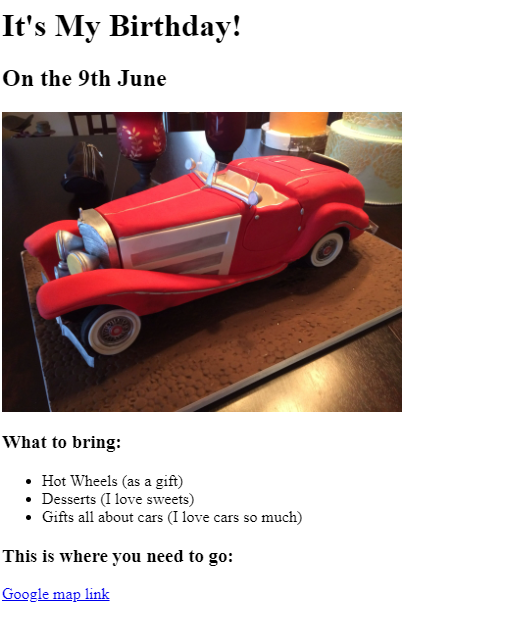 It's My Birthday!
On the 9th June
What to bring:
Hot Wheels (as a gift)
Desserts (I love sweets)
Gifts all about cars (I love cars so much)
This is where you need to go:
Google map link